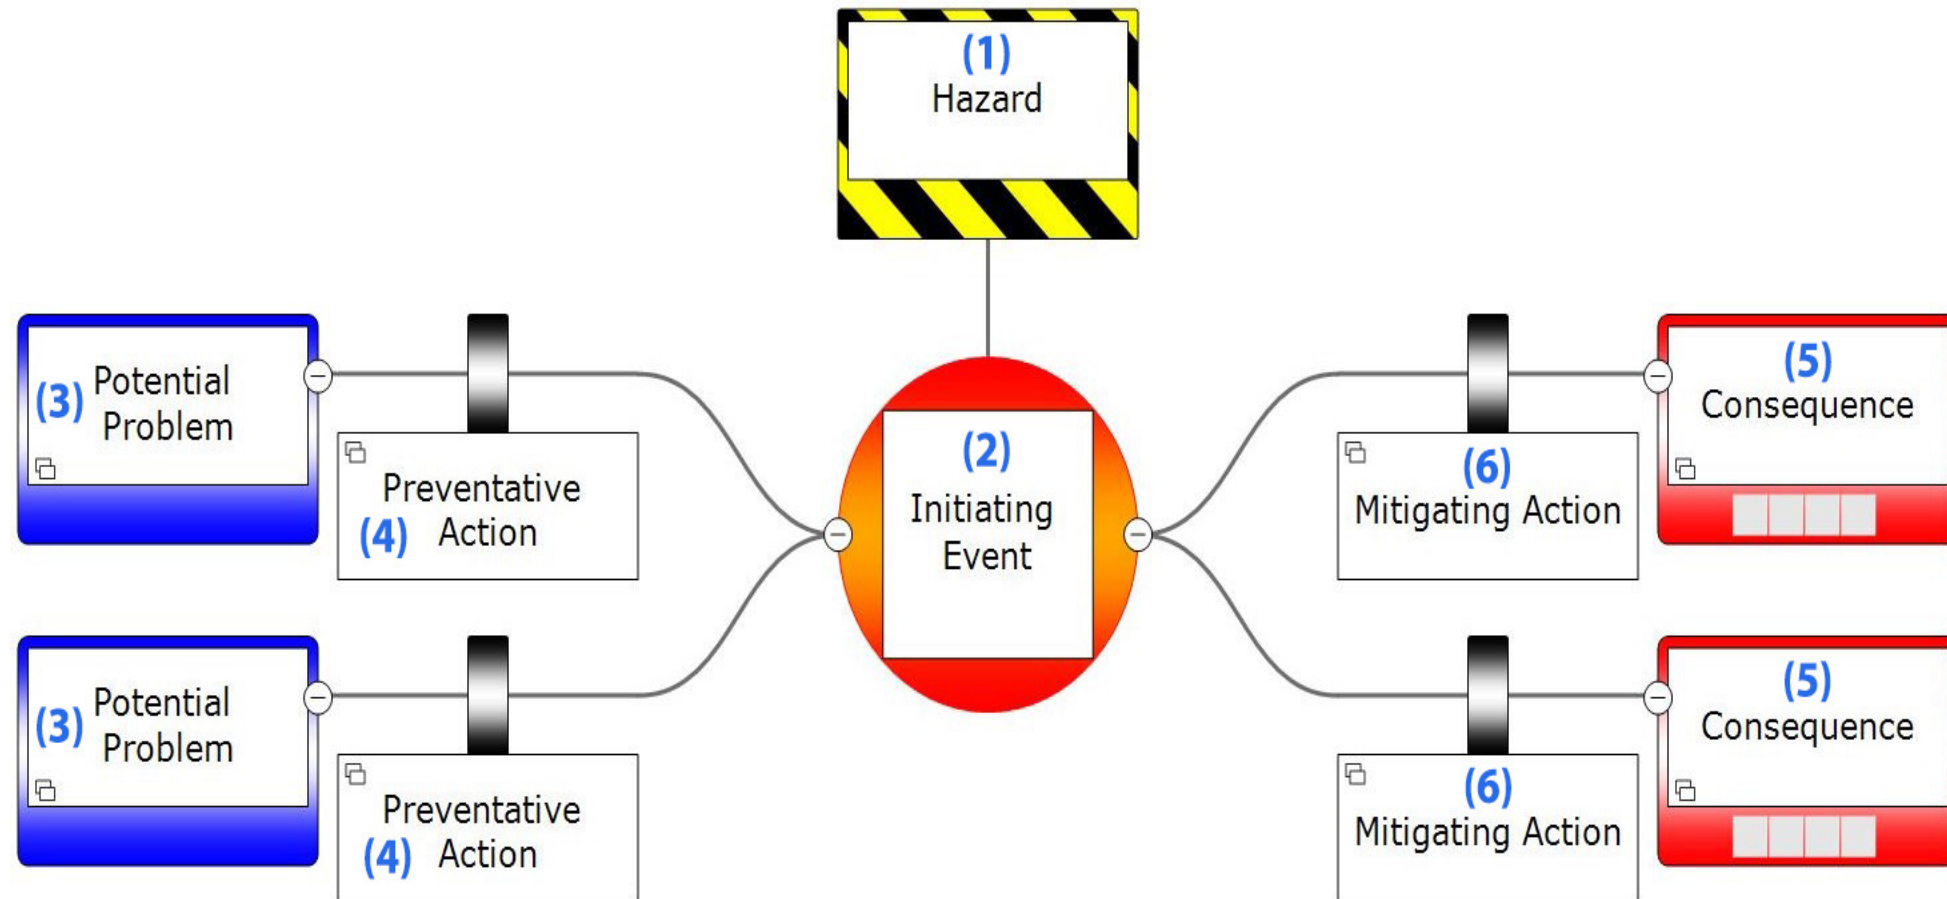 (1)
Hazard
(3) Potential
Problem
Preventative
(4) Action
(2)
Initiating
Event
(6)
Mitigating Action
(5)
Consequence
(3) Potential
Problem
Preventative
(4) Action
(6)
Mitigating Action
(5)
Consequence